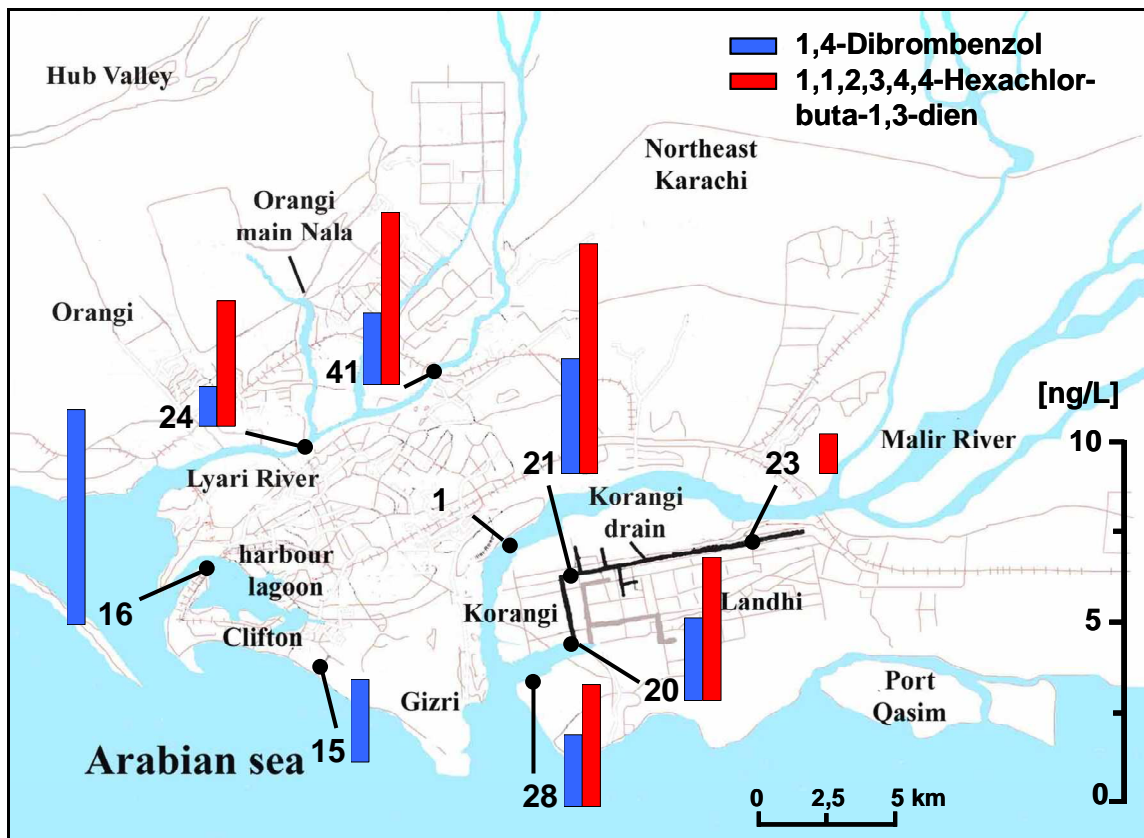 1,4-Dibrombenzol
1,1,2,3,4,4-Hexachlor-
buta-1,3-dien
Hub Valley
Northeast
Karachi
Orangi
main Nala
Orangi
41
24
[ng/L]
10
Malir River
21
23
Lyari River
1
Korangi
drain
harbour
lagoon
16
Korangi
Landhi
5
Clifton
20
Gizri
Port
Qasim
15
Arabian sea
28
0
2,5
5 km
0